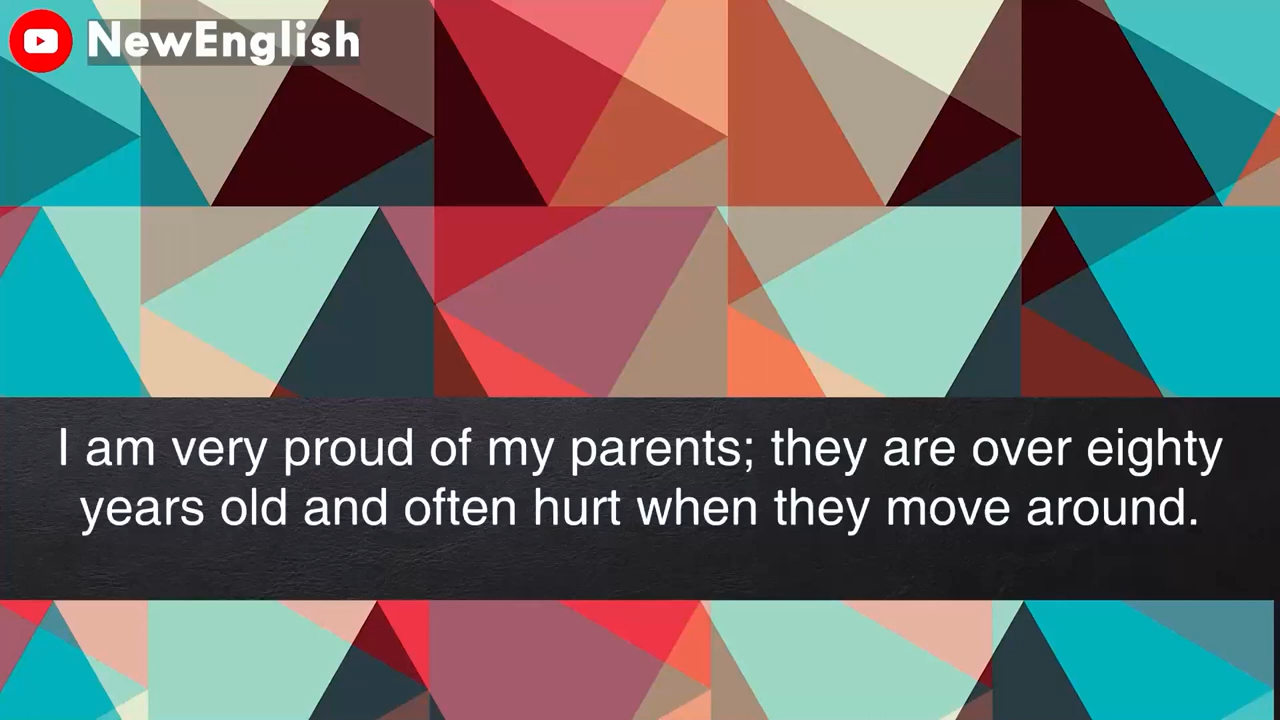 NewEnglish
I am very proud of my parents; they are over eighty
years old and often hurt when they move around.